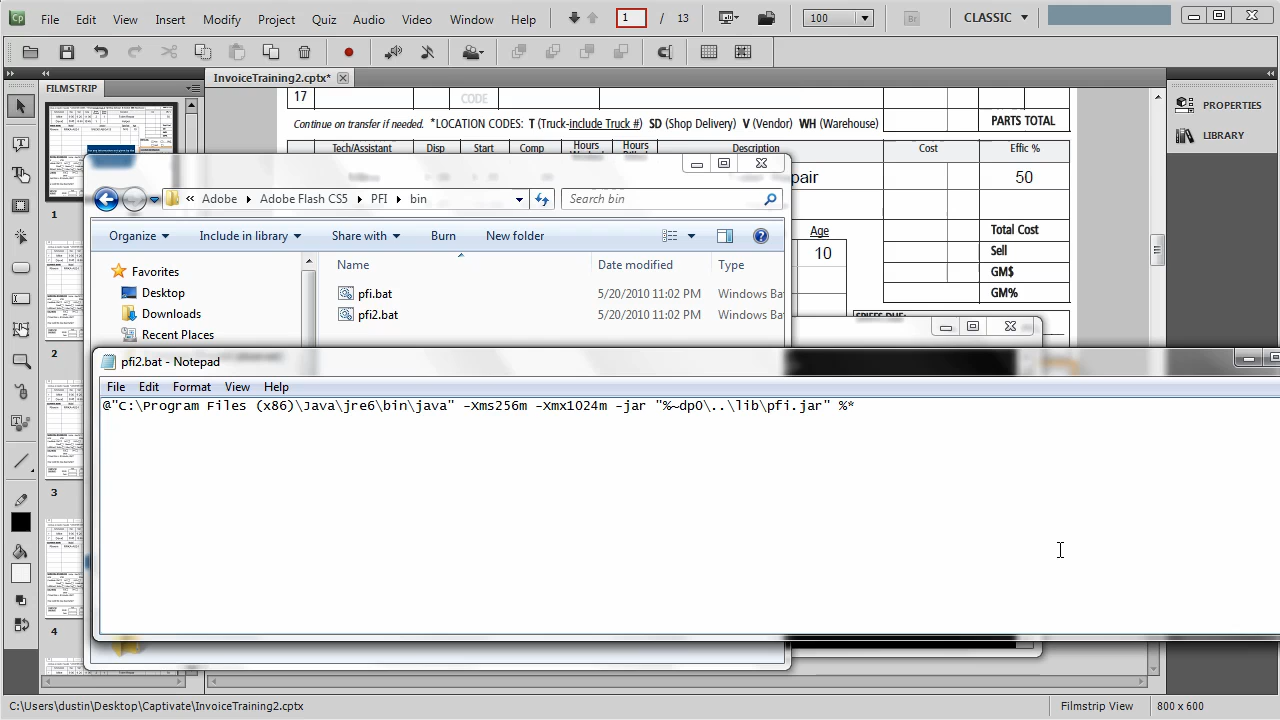 Cp File Edit View Insert Modify Project Quiz Audio Video Window Help 1 / 13 100 Br CLASSIC
InvoiceTraining2.cptx*
FILMSTRIP
PROPERTIES
LIBRARY
17 CODE
Continue on transfer if needed. *LOCATION CODES: T (Truck include Truck #) SD (Shop Delivery) V (Vendor) WH (Warehouse) PARTS TOTAL
Tech/Assistant Disp Start Comp Hours Hours Description Cost Effic %
pair 50
Age Total Cost
10 Sell
GM$
GM%
SPIFFS DUE:
« Adobe Adobe Flash CS5 PFI bin Search bin
Organize Include in library Share with Burn New folder
Favorites
Desktop
Downloads
Recent Places
Name Date modified Type
pfi.bat 5/20/2010 11:02 PM Windows Bat
pfi2.bat 5/20/2010 11:02 PM Windows Bat
pfi2.bat - Notepad
File Edit Format View Help
@"C:\Program Files (x86)\Java\jre6\bin\java" -Xms256m -Xmx1024m -jar "%~dp0\..\lib\pfi.jar" %*
1
2
3
4
C:\Users\dustin\Desktop\Captivate\InvoiceTraining2.cptx Filmstrip View 800 x 600